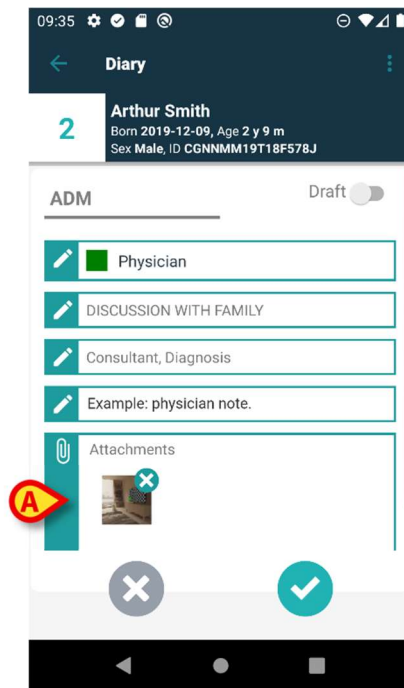 09:35
Diary
2
Arthur Smith
Born 2019-12-09, Age 2 y 9 m
Sex Male, ID CGNNMM19T18F578J
ADM
Draft
Physician
DISCUSSION WITH FAMILY
Consultant, Diagnosis
Example: physician note.
Attachments
A